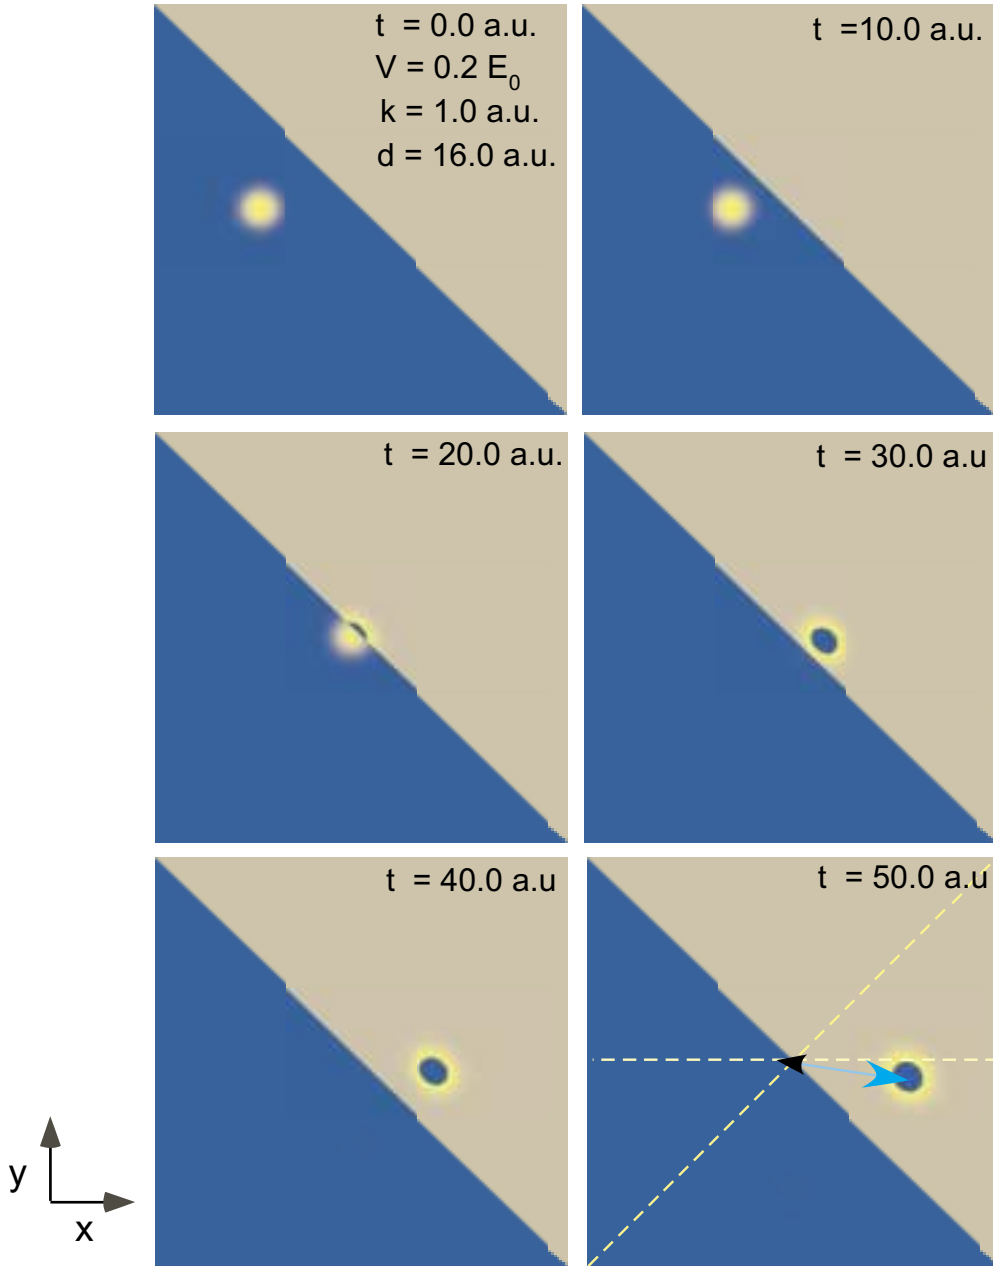 t = 0.0 a.u.
V = 0.2 E0
k = 1.0 a.u.
d = 16.0 a.u.
t =10.0 a.u.
t = 20.0 a.u.
t = 30.0 a.u
t = 40.0 a.u
t = 50.0 a.u
y
x